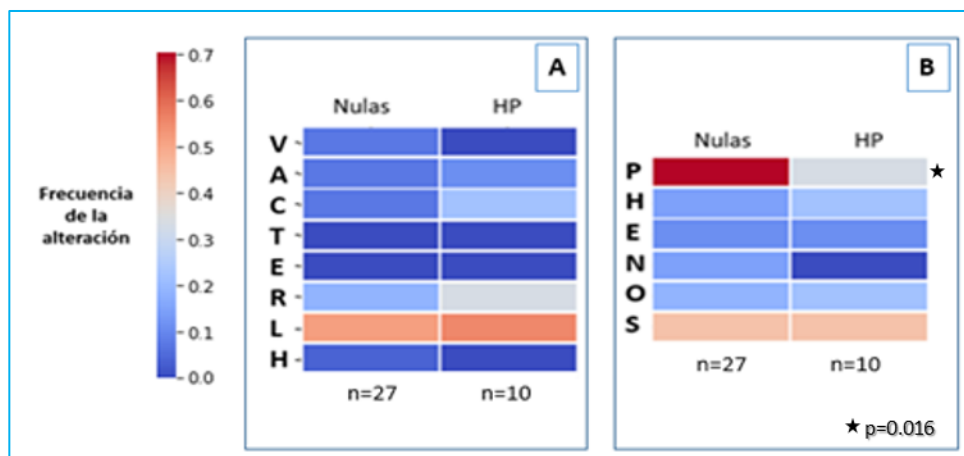 Frecuencia
de la
alteración
0.7
0.6
0.5
0.4
0.3
0.2
0.1
0.0
A
Nulas HP
V
A
C
T
E
R
L
H
n=27 n=10
B
Nulas HP
P ★
H
E
N
O
S
n=27 n=10
★ p=0.016